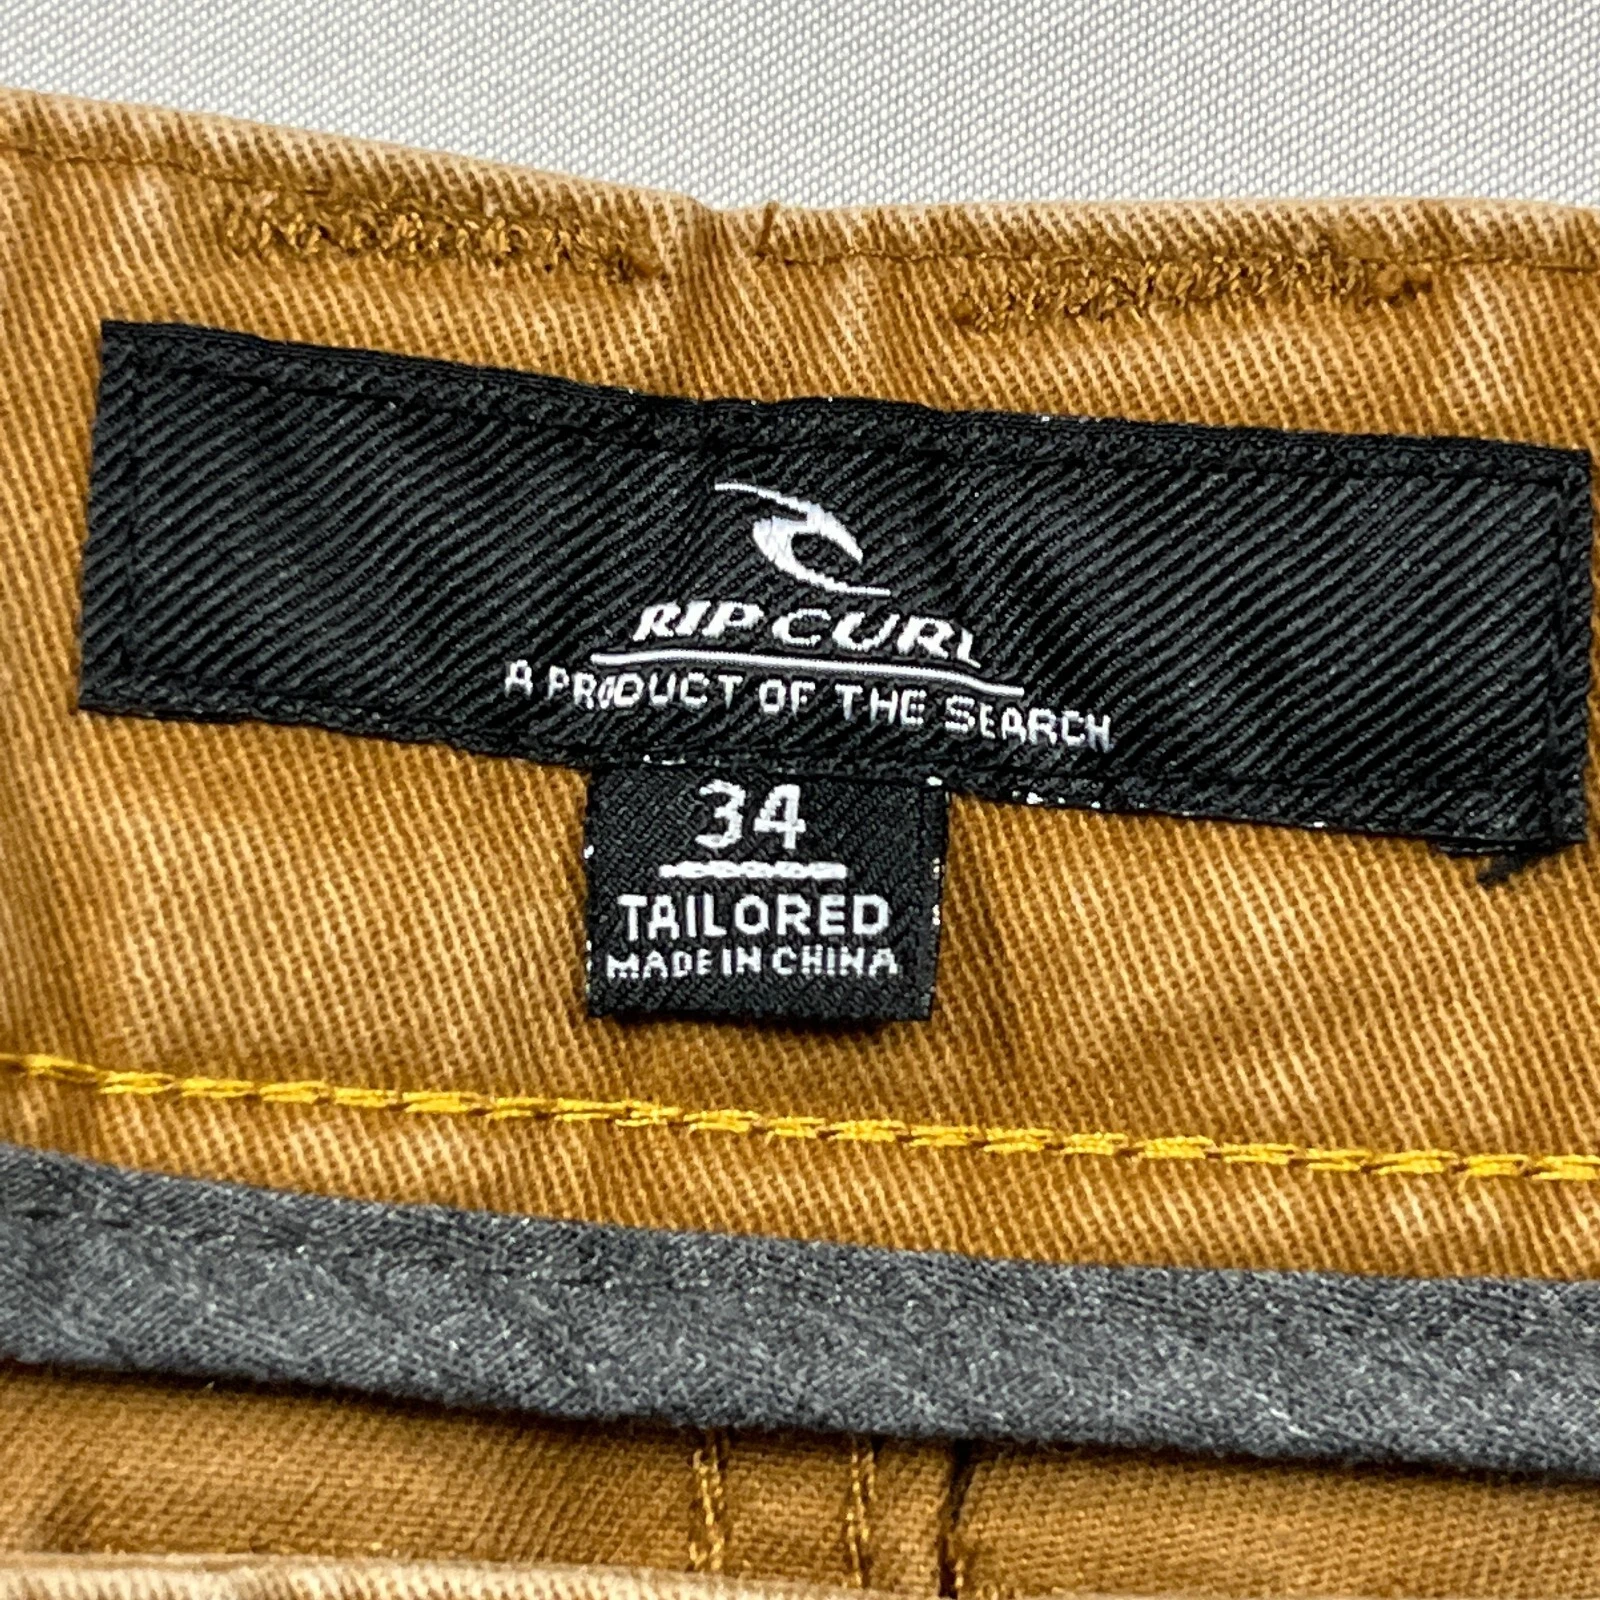 RIP CURL
A PRODUCT OF THE SEARCH
34
TAILORED
MADE IN CHINA